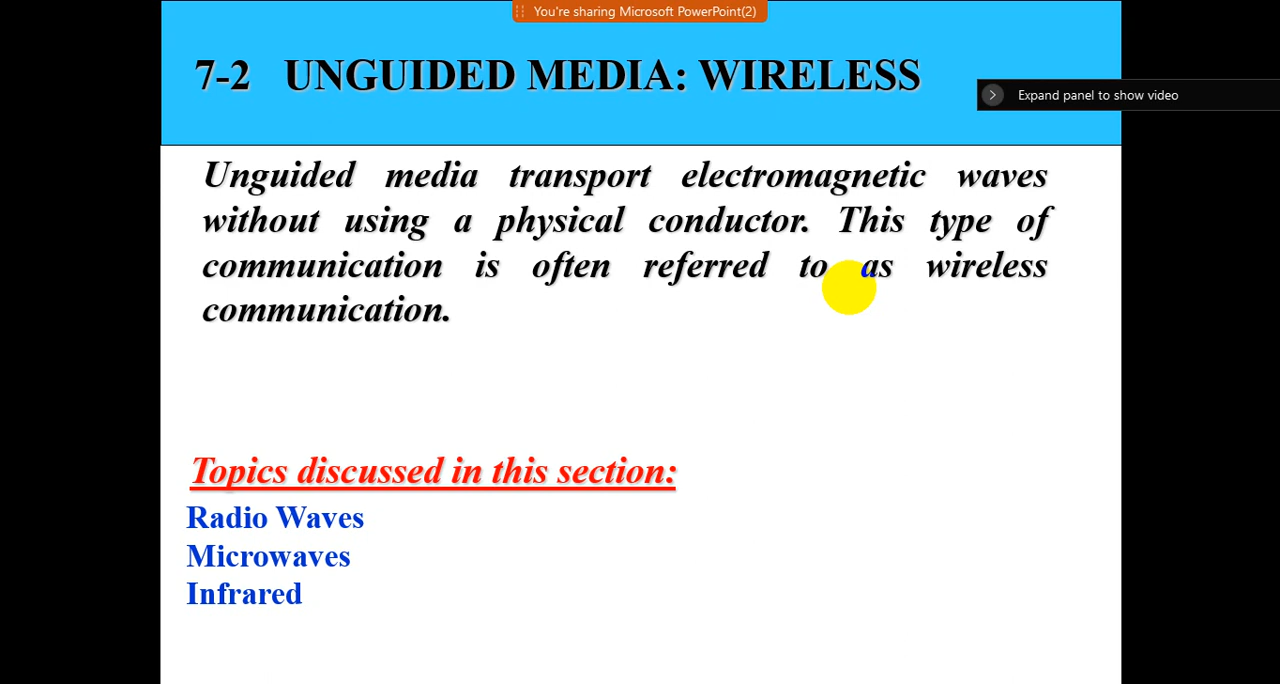 You're sharing Microsoft PowerPoint(2)
7-2 UNGUIDED MEDIA: WIRELESS
Expand panel to show video
Unguided media transport electromagnetic waves
without using a physical conductor. This type of
communication is often referred to as wireless
communication.
Topics discussed in this section:
Radio Waves
Microwaves
Infrared